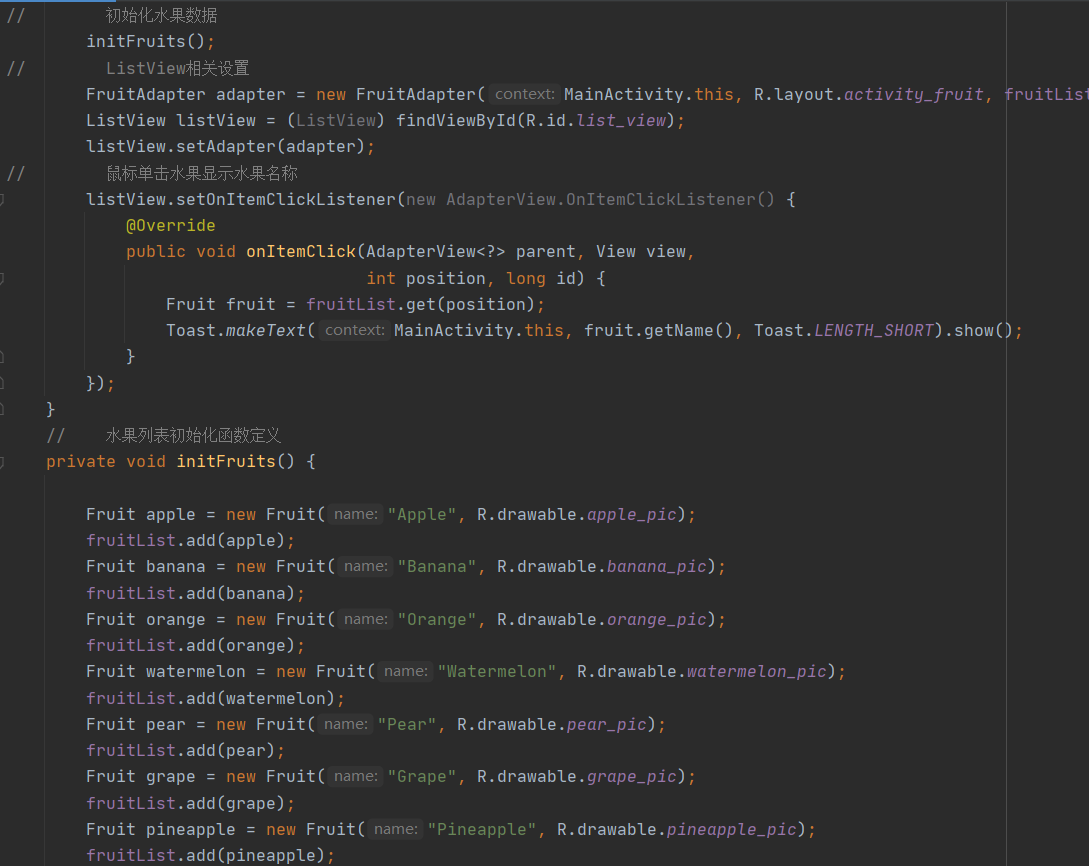 // 初始化水果数据
initFruits();
// ListView相关设置
FruitAdapter adapter = new FruitAdapter( context: MainActivity.this, R.layout.activity_fruit, fruitList
ListView listView = (ListView) findViewById(R.id.list_view);
listView.setAdapter(adapter);
// 鼠标单击水果显示水果名称
listView.setOnItemClickListener(new AdapterView.OnItemClickListener() {
@Override
public void onItemClick(AdapterView<?> parent, View view,
int position, long id) {
Fruit fruit = fruitList.get(position);
Toast.makeText( context: MainActivity.this, fruit.getName(), Toast.LENGTH_SHORT).show();
}
});
}
// 水果列表初始化函数定义
private void initFruits() {
Fruit apple = new Fruit( name: "Apple", R.drawable.apple_pic);
fruitList.add(apple);
Fruit banana = new Fruit( name: "Banana", R.drawable.banana_pic);
fruitList.add(banana);
Fruit orange = new Fruit( name: "Orange", R.drawable.orange_pic);
fruitList.add(orange);
Fruit watermelon = new Fruit( name: "Watermelon", R.drawable.watermelon_pic);
fruitList.add(watermelon);
Fruit pear = new Fruit( name: "Pear", R.drawable.pear_pic);
fruitList.add(pear);
Fruit grape = new Fruit( name: "Grape", R.drawable.grape_pic);
fruitList.add(grape);
Fruit pineapple = new Fruit( name: "Pineapple", R.drawable.pineapple_pic);
fruitList.add(pineapple);